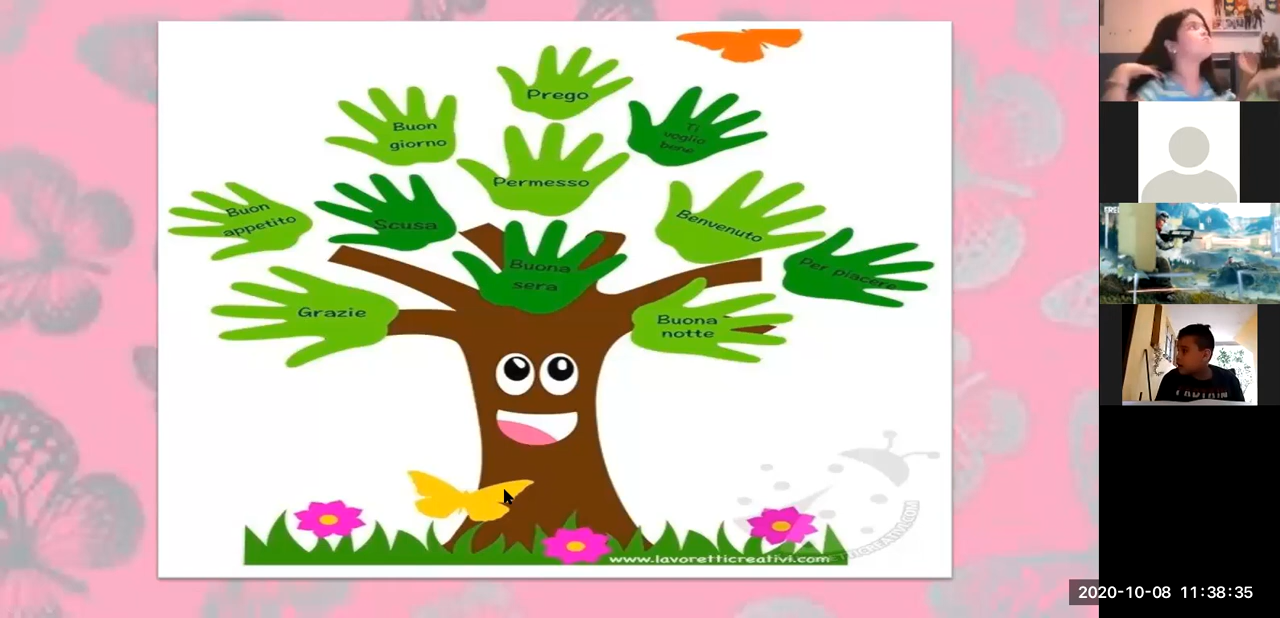 Prego
Buon
giorno
Ti
voglio
bene
Permesso
Buon
appetito
Scusa
Benvenuto
Buona
sera
Per piacere
Grazie
Buona
notte
www.lavoretticreativi.com
2020-10-08 11:38:35